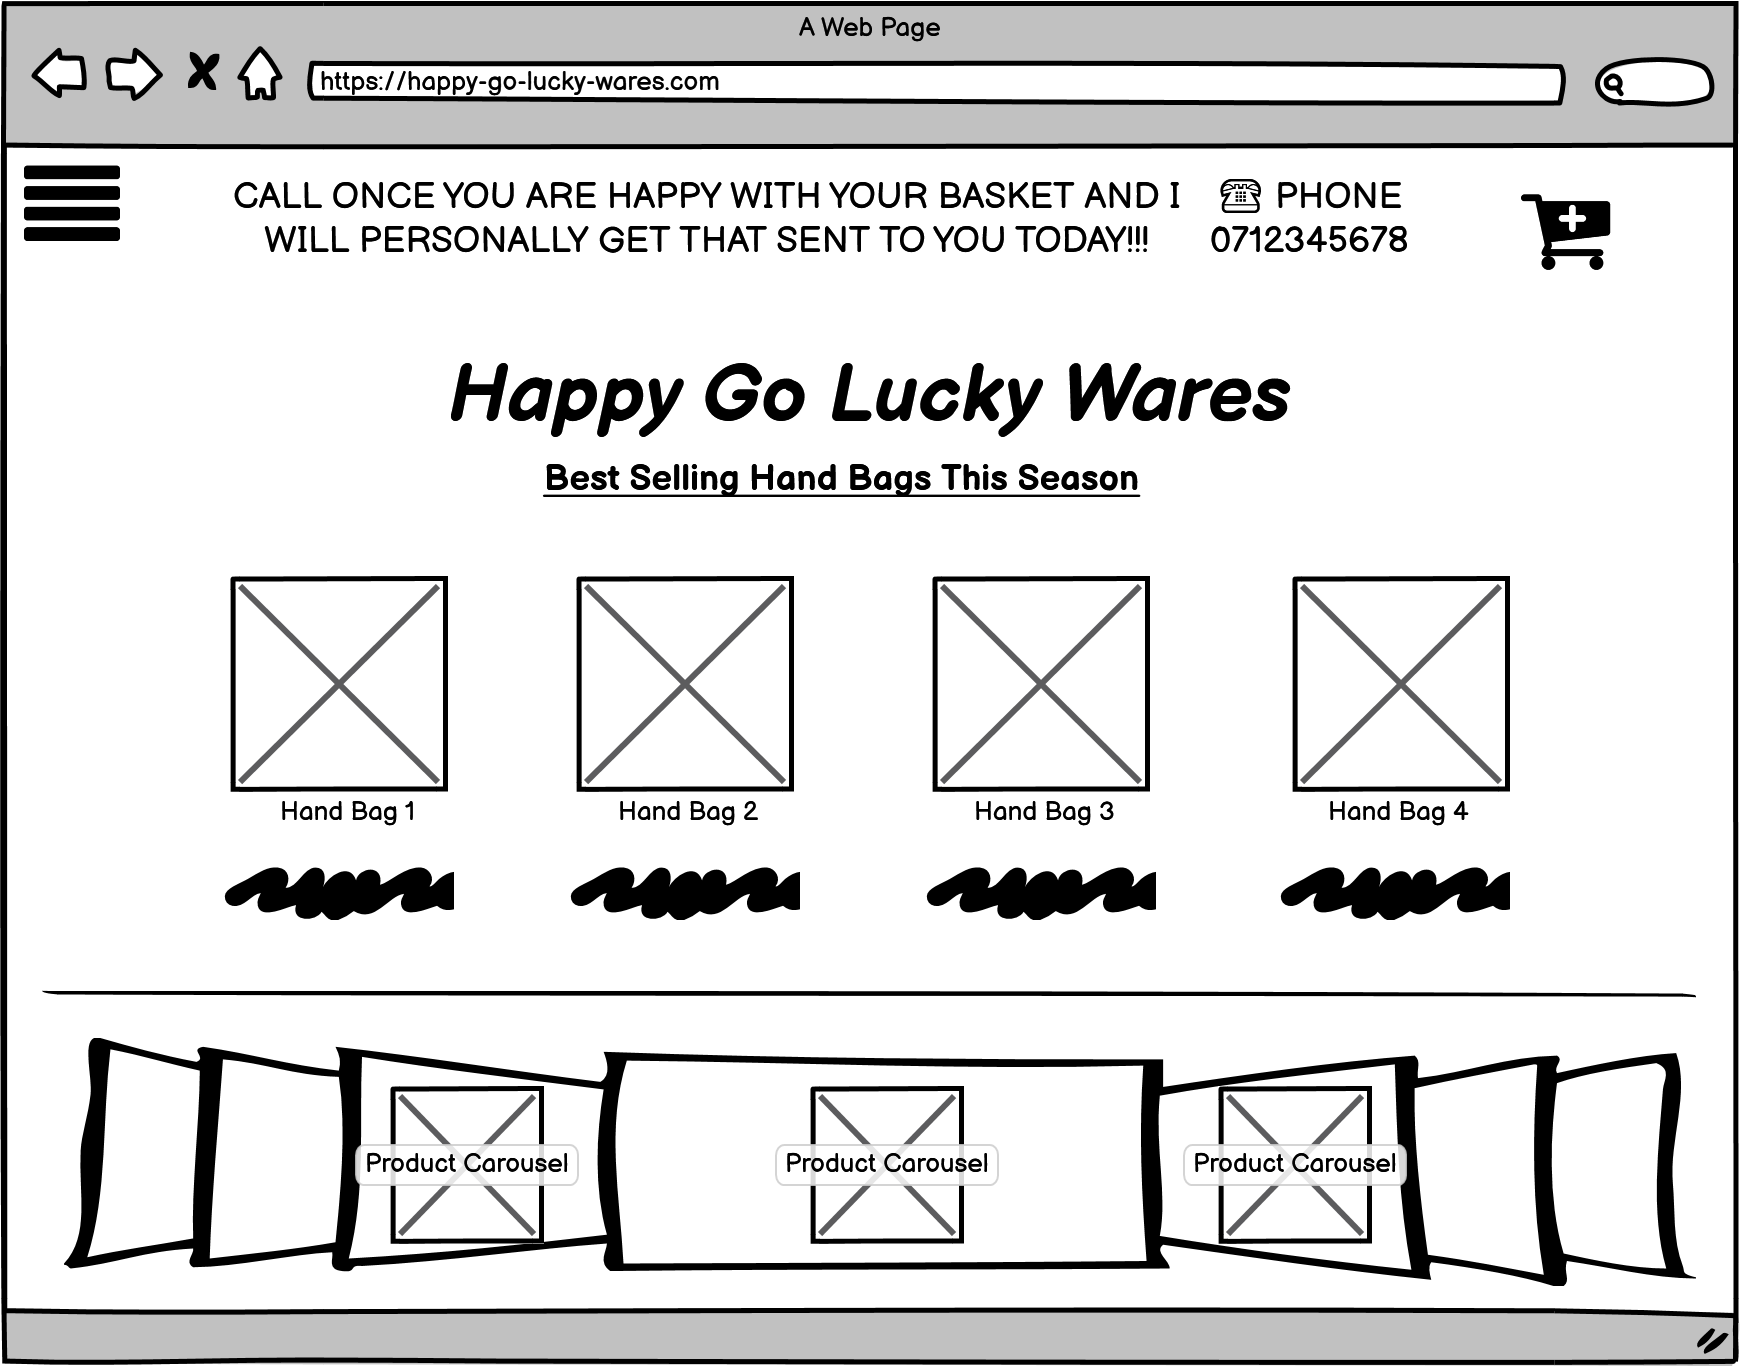 A Web Page
https://happy-go-lucky-wares.com
CALL ONCE YOU ARE HAPPY WITH YOUR BASKET AND I
WILL PERSONALLY GET THAT SENT TO YOU TODAY!!!
PHONE
0712345678
Happy Go Lucky Wares
Best Selling Hand Bags This Season
Hand Bag 1
Hand Bag 2
Hand Bag 3
Hand Bag 4
Product Carousel
Product Carousel
Product Carousel